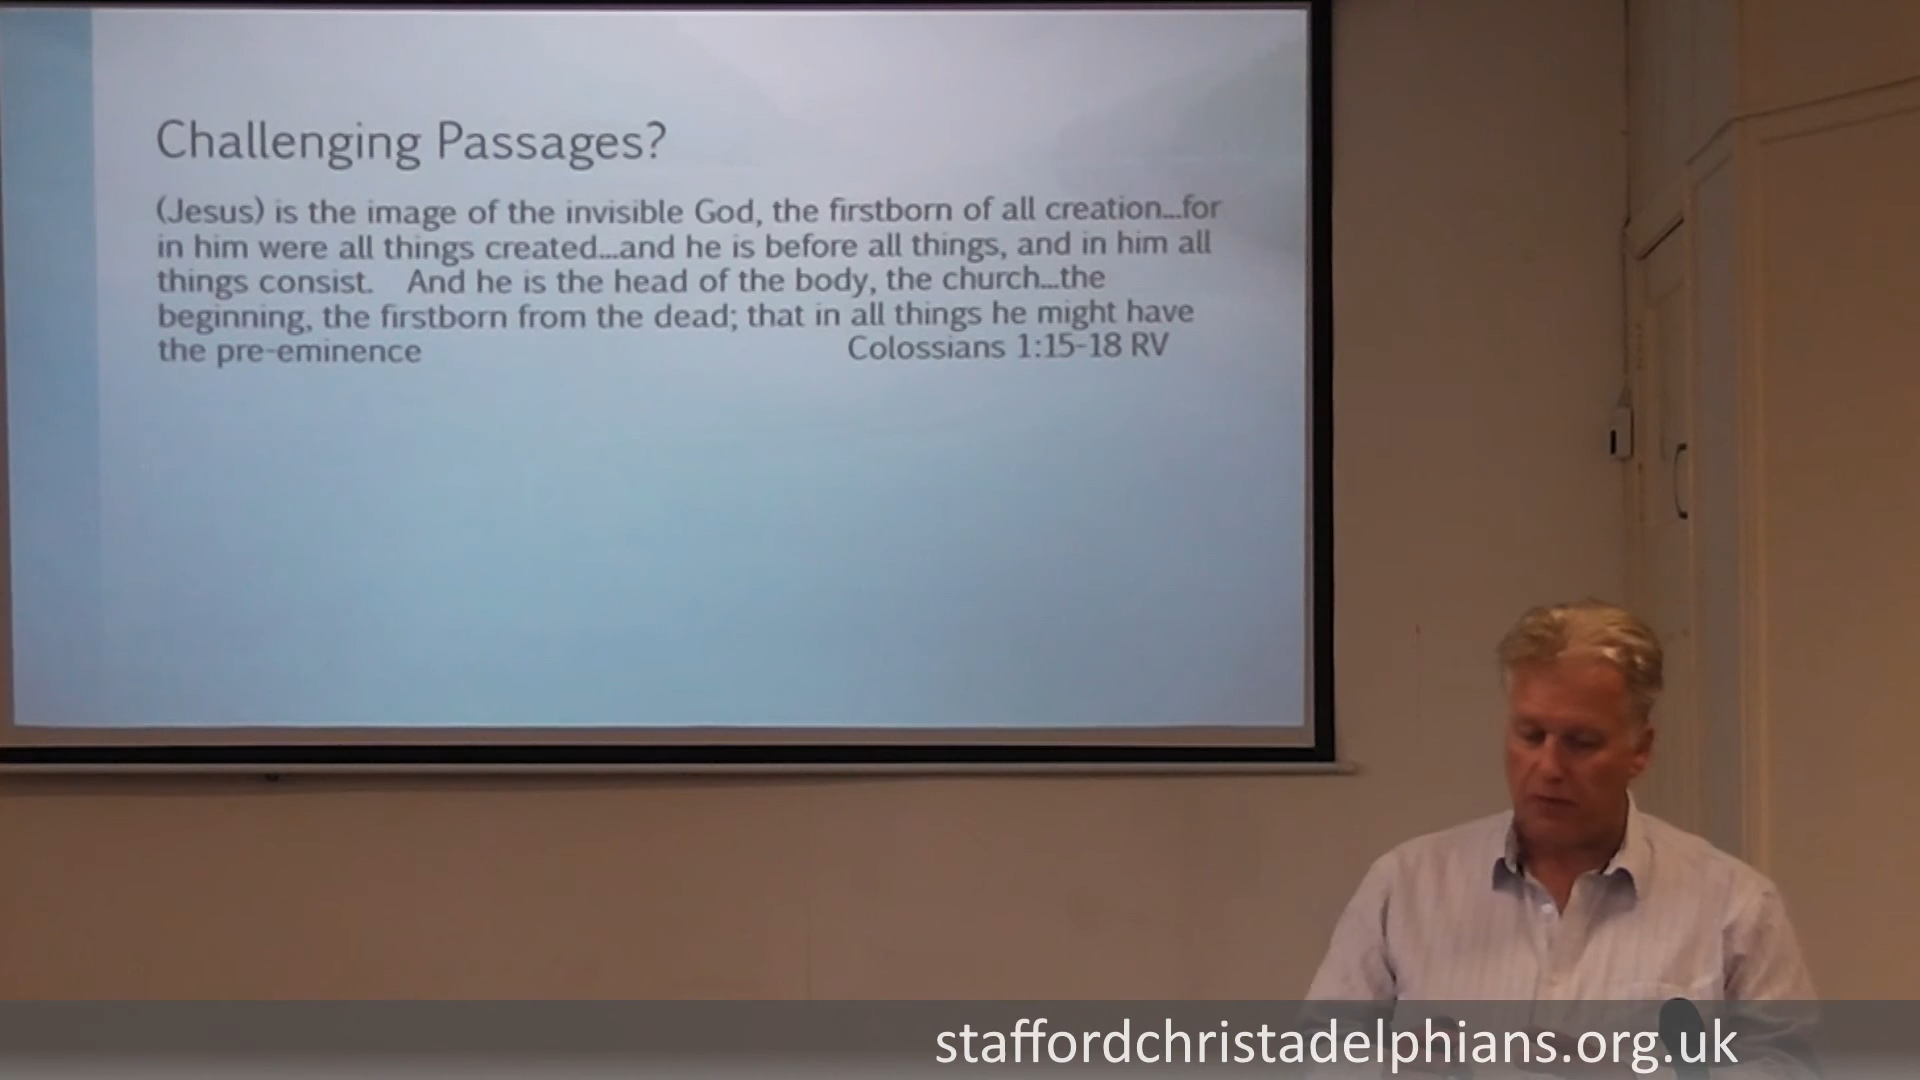 Challenging Passages?
(Jesus) is the image of the invisible God, the firstborn of all creation...for
in him were all things created...and he is before all things, and in him all
things consist. And he is the head of the body, the church...the
beginning, the firstborn from the dead; that in all things he might have
the pre-eminence Colossians 1:15-18 RV
staffordchristadelphians.org.uk